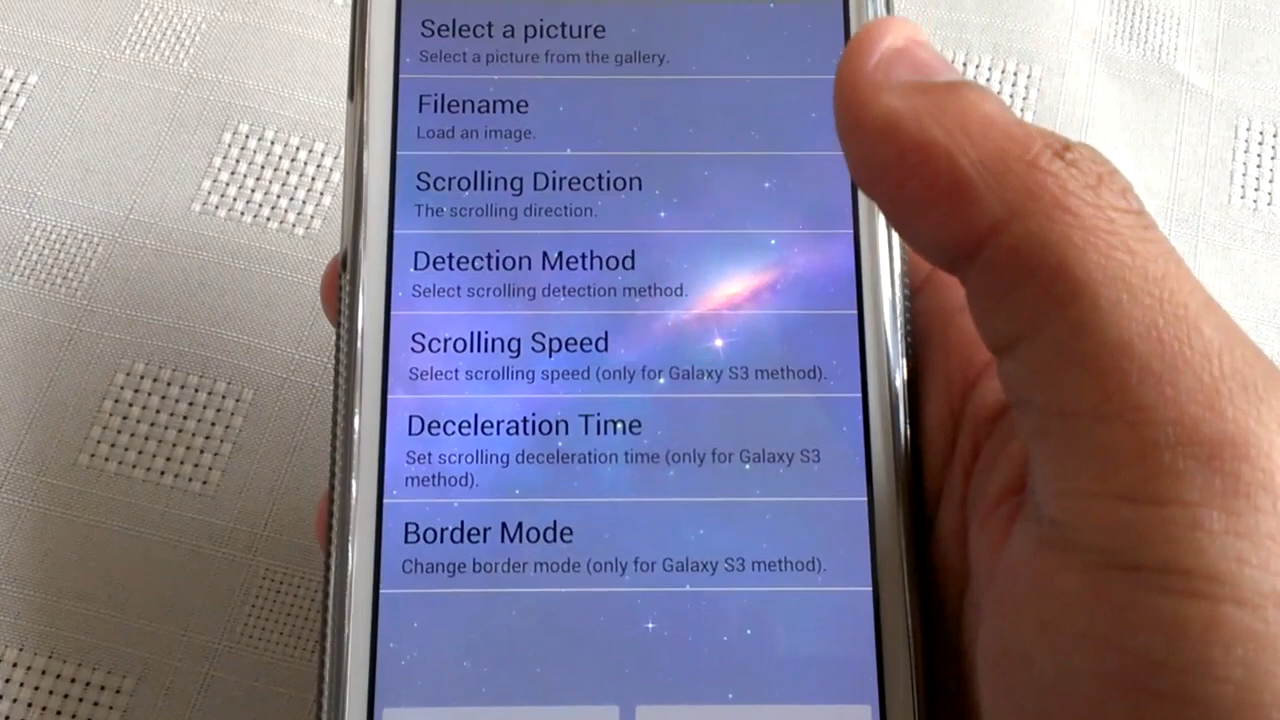 Select a picture
Select a picture from the gallery.
Filename
Load an image.
Scrolling Direction
The scrolling direction.
Detection Method
Select scrolling detection method.
Scrolling Speed
Select scrolling speed (only for Galaxy S3 method).
Deceleration Time
Set scrolling deceleration time (only for Galaxy S3
method).
Border Mode
Change border mode (only for Galaxy S3 method).